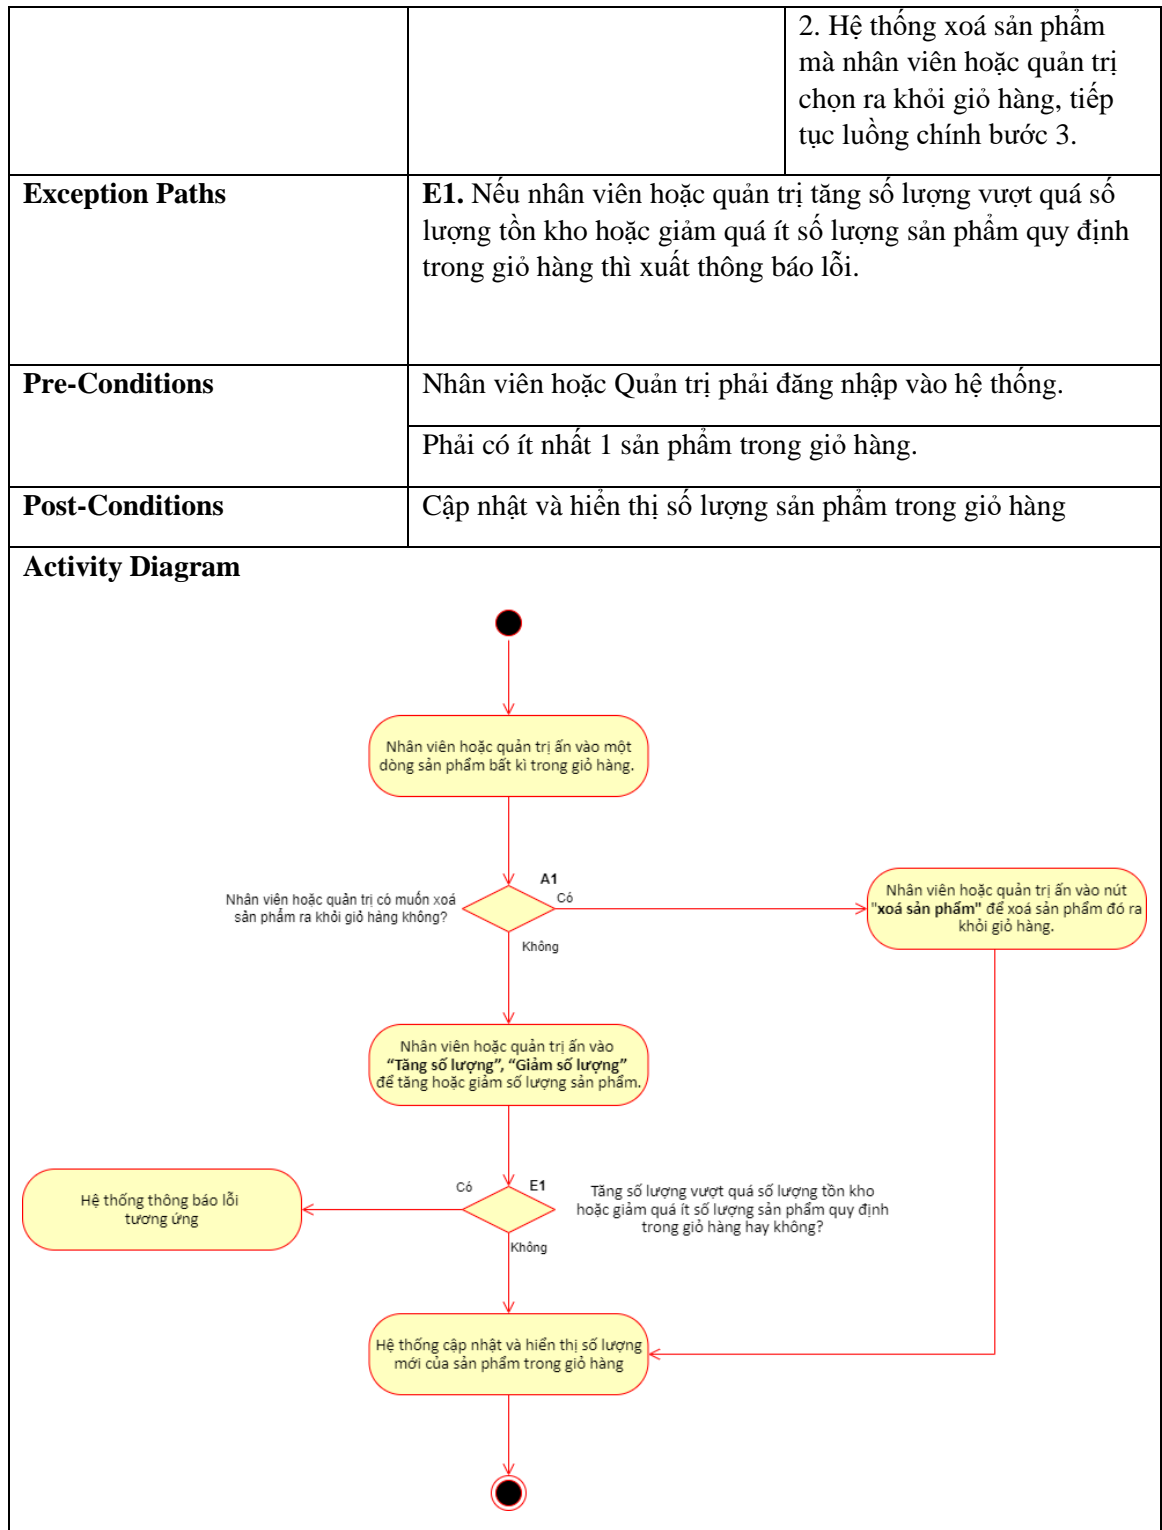 2. Hệ thống xoá sản phẩm
mà nhân viên hoặc quản trị
chọn ra khỏi giỏ hàng, tiếp
tục luồng chính bước 3.
Exception Paths
E1. Nếu nhân viên hoặc quản trị tăng số lượng vượt quá số
lượng tồn kho hoặc giảm quá ít số lượng sản phẩm quy định
trong giỏ hàng thì xuất thông báo lỗi.
Pre-Conditions
Nhân viên hoặc Quản trị phải đăng nhập vào hệ thống.
Phải có ít nhất 1 sản phẩm trong giỏ hàng.
Post-Conditions
Cập nhật và hiển thị số lượng sản phẩm trong giỏ hàng
Activity Diagram
Nhân viên hoặc quản trị ấn vào một
dòng sản phẩm bất kì trong giỏ hàng.
A1
Nhân viên hoặc quản trị có muốn xoá
sản phẩm ra khỏi giỏ hàng không?
Có
Nhân viên hoặc quản trị ấn vào nút
"xoá sản phẩm" để xoá sản phẩm đó ra
khỏi giỏ hàng.
Không
Nhân viên hoặc quản trị ấn vào
“Tăng số lượng”, “Giảm số lượng”
để tăng hoặc giảm số lượng sản phẩm.
Có
E1
Tăng số lượng vượt quá số lượng tồn kho
hoặc giảm quá ít số lượng sản phẩm quy định
trong giỏ hàng hay không?
Hệ thống thông báo lỗi
tương ứng
Không
Hệ thống cập nhật và hiển thị số lượng
mới của sản phẩm trong giỏ hàng